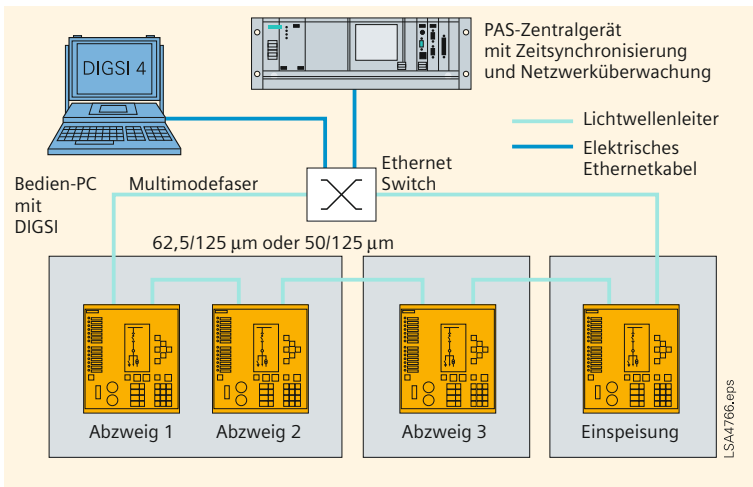 DIGSI 4
PAS-Zentralgerät
mit Zeitsynchronisierung
und Netzwerküberwachung
Lichtwellenleiter
Elektrisches
Ethernetkabel
Ethernet
Switch
Bedien-PC
mit
DIGSI
Multimodefaser
62,5/125 μm oder 50/125 μm
Abzweig 1
Abzweig 2
Abzweig 3
Einspeisung
LSA4766.eps